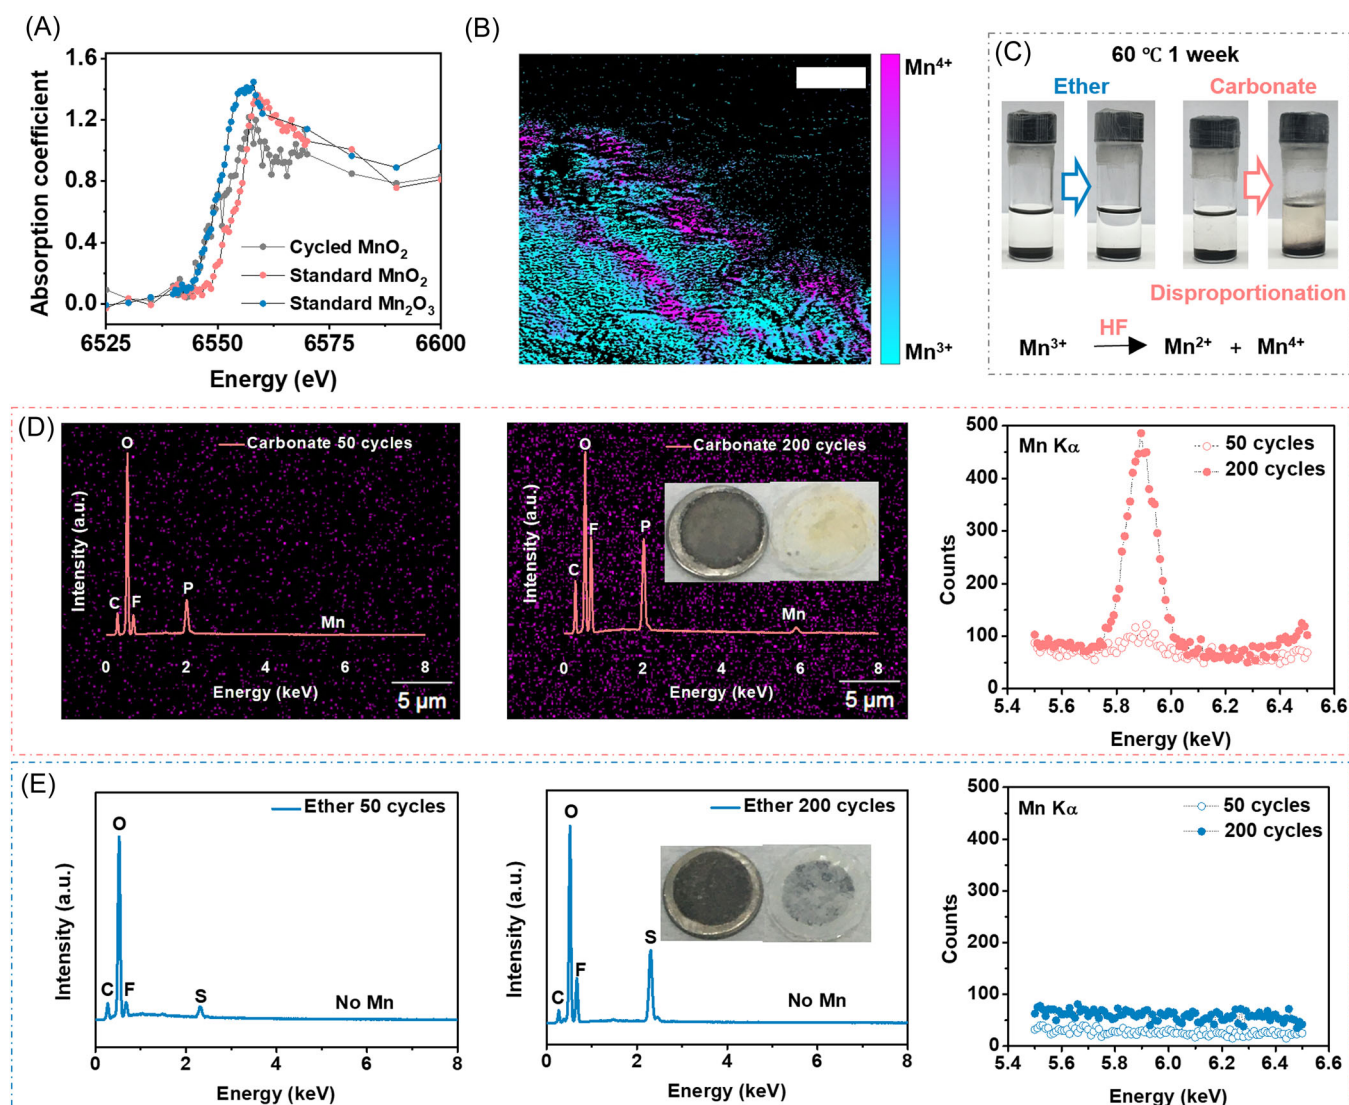 (A)
1.6
1.2
0.8
0.4
0.0
Absorption coefficient
Cycled MnO₂
Standard MnO₂
Standard Mn₂O₃
6525 6550 6575 6600
Energy (eV)
(B)
Mn⁴⁺
Mn³⁺
(C)
60 ℃ 1 week
Ether
Carbonate
Disproportionation
HF
Mn³⁺ Mn²⁺ + Mn⁴⁺
(D)
Carbonate 50 cycles
Intensity (a.u.)
O
C F P Mn
0 2 4 6 8
Energy (keV)
5 µm
Carbonate 200 cycles
Intensity (a.u.)
O
F
P
C
Mn
0 2 4 6 8
Energy (keV)
5 µm
Mn Kα
50 cycles
200 cycles
500
400
300
200
100
0
Counts
5.4 5.6 5.8 6.0 6.2 6.4 6.6
Energy (keV)
(E)
Ether 50 cycles
Intensity (a.u.)
O
C F S No Mn
0 2 4 6 8
Energy (keV)
Ether 200 cycles
Intensity (a.u.)
O
S
F
C
No Mn
0 2 4 6 8
Energy (keV)
Mn Kα
50 cycles
200 cycles
500
400
300
200
100
0
Counts
5.4 5.6 5.8 6.0 6.2 6.4 6.6
Energy (keV)